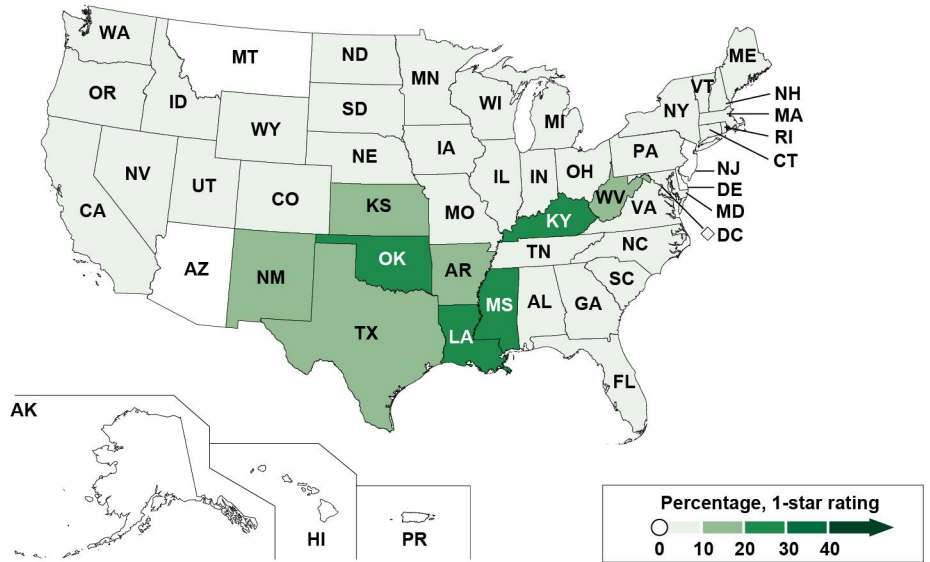 WA
MT
ND
MN
ME
VT
NH
OR
ID
SD
WI
NY
MA
MI
RI
WY
CT
IA
PA
NE
NJ
OH
NV
IL
IN
DE
UT
WV
MD
CO
CA
KS
MO
VA
KY
DC
NC
TN
OK
AZ
NM
AR
SC
MS
AL
GA
TX
LA
FL
AK
HI
PR
Percentage, 1-star rating
0 10 20 30 40